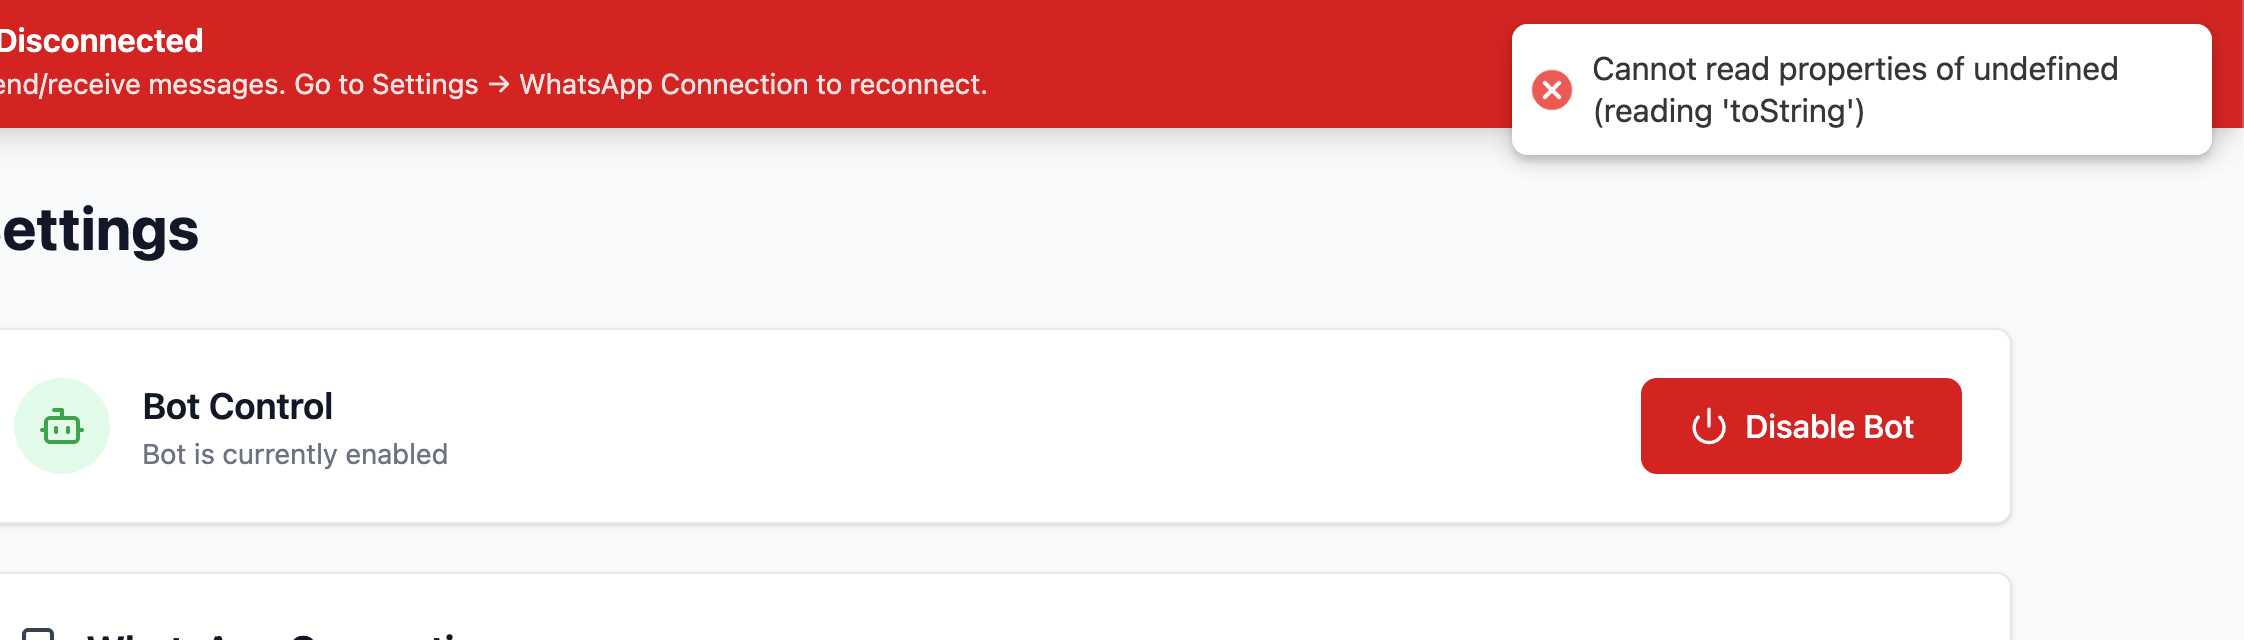 Disconnected
end/receive messages. Go to Settings → WhatsApp Connection to reconnect.
Cannot read properties of undefined
(reading 'toString')
ettings
Bot Control
Bot is currently enabled
Disable Bot